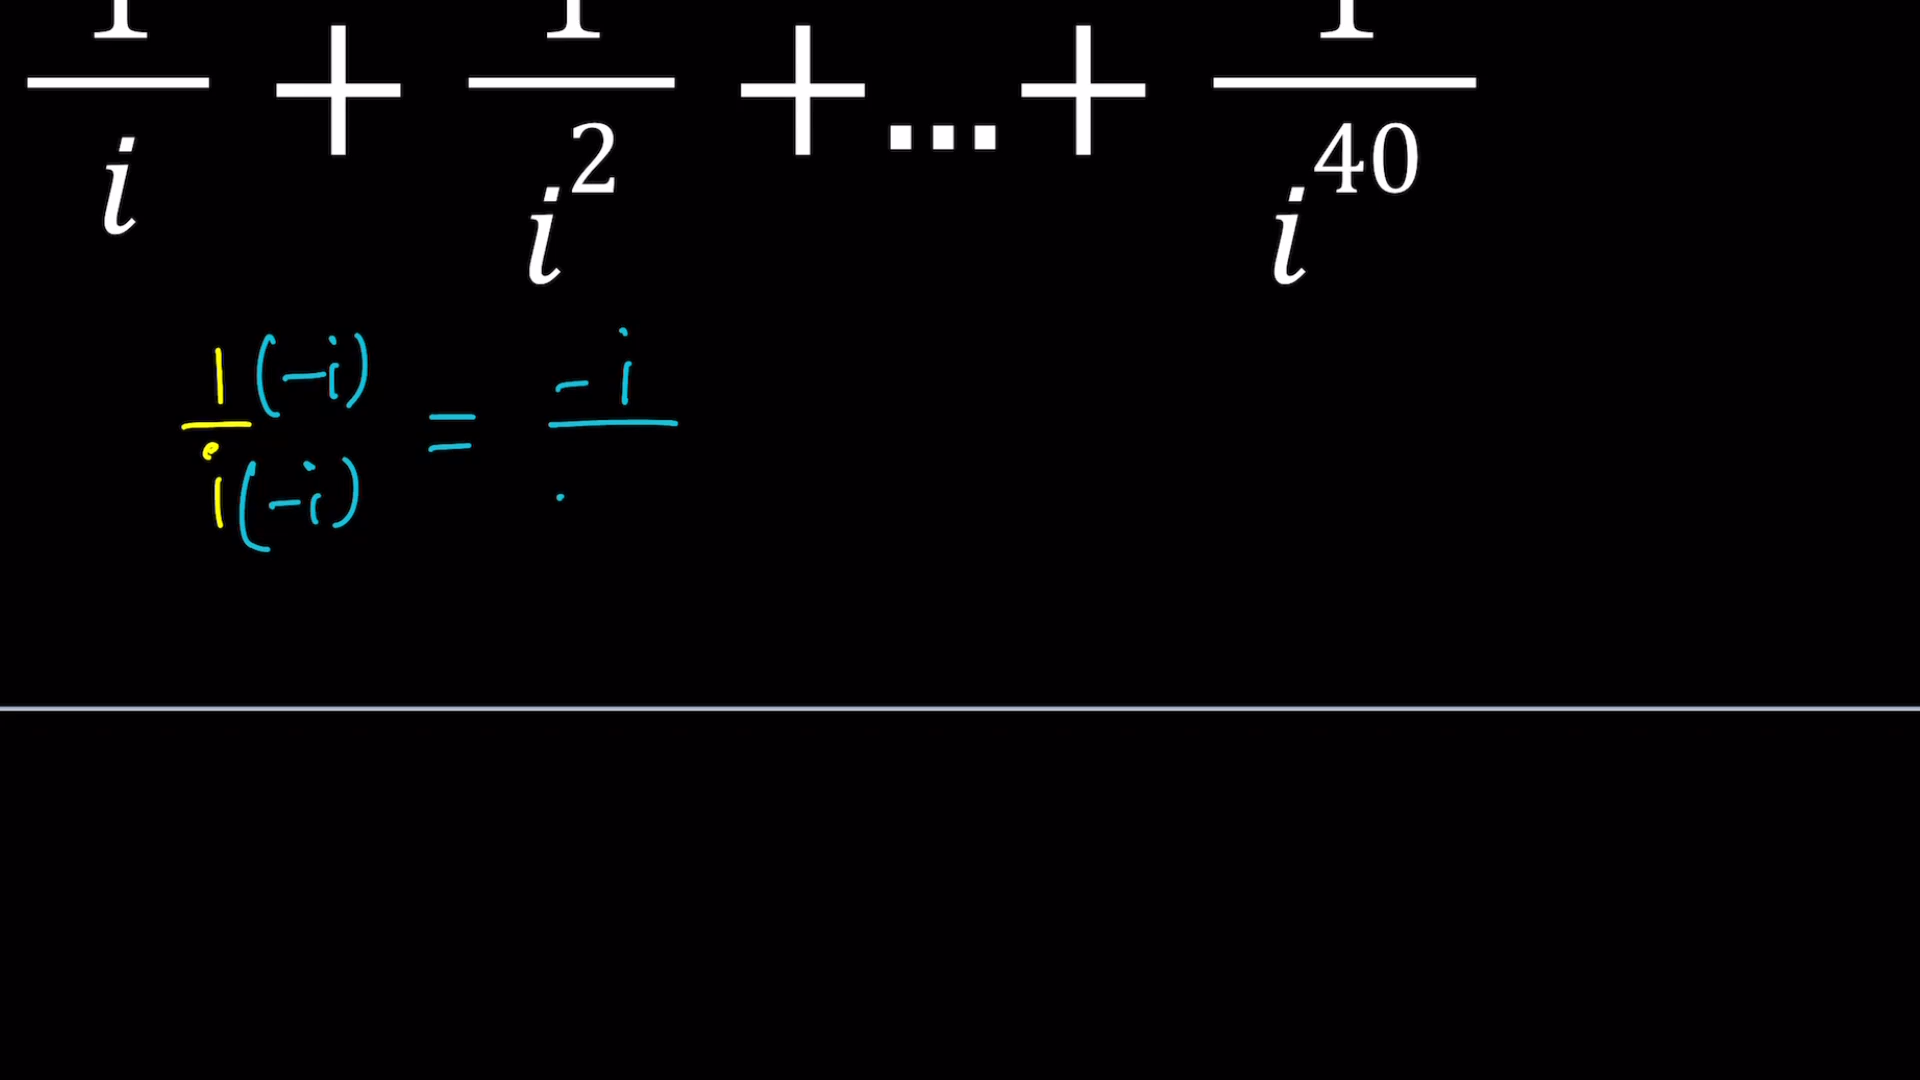 1/i + 1/i^2 + ... + 1/i^40
1(-i)/i(-i) = -i/